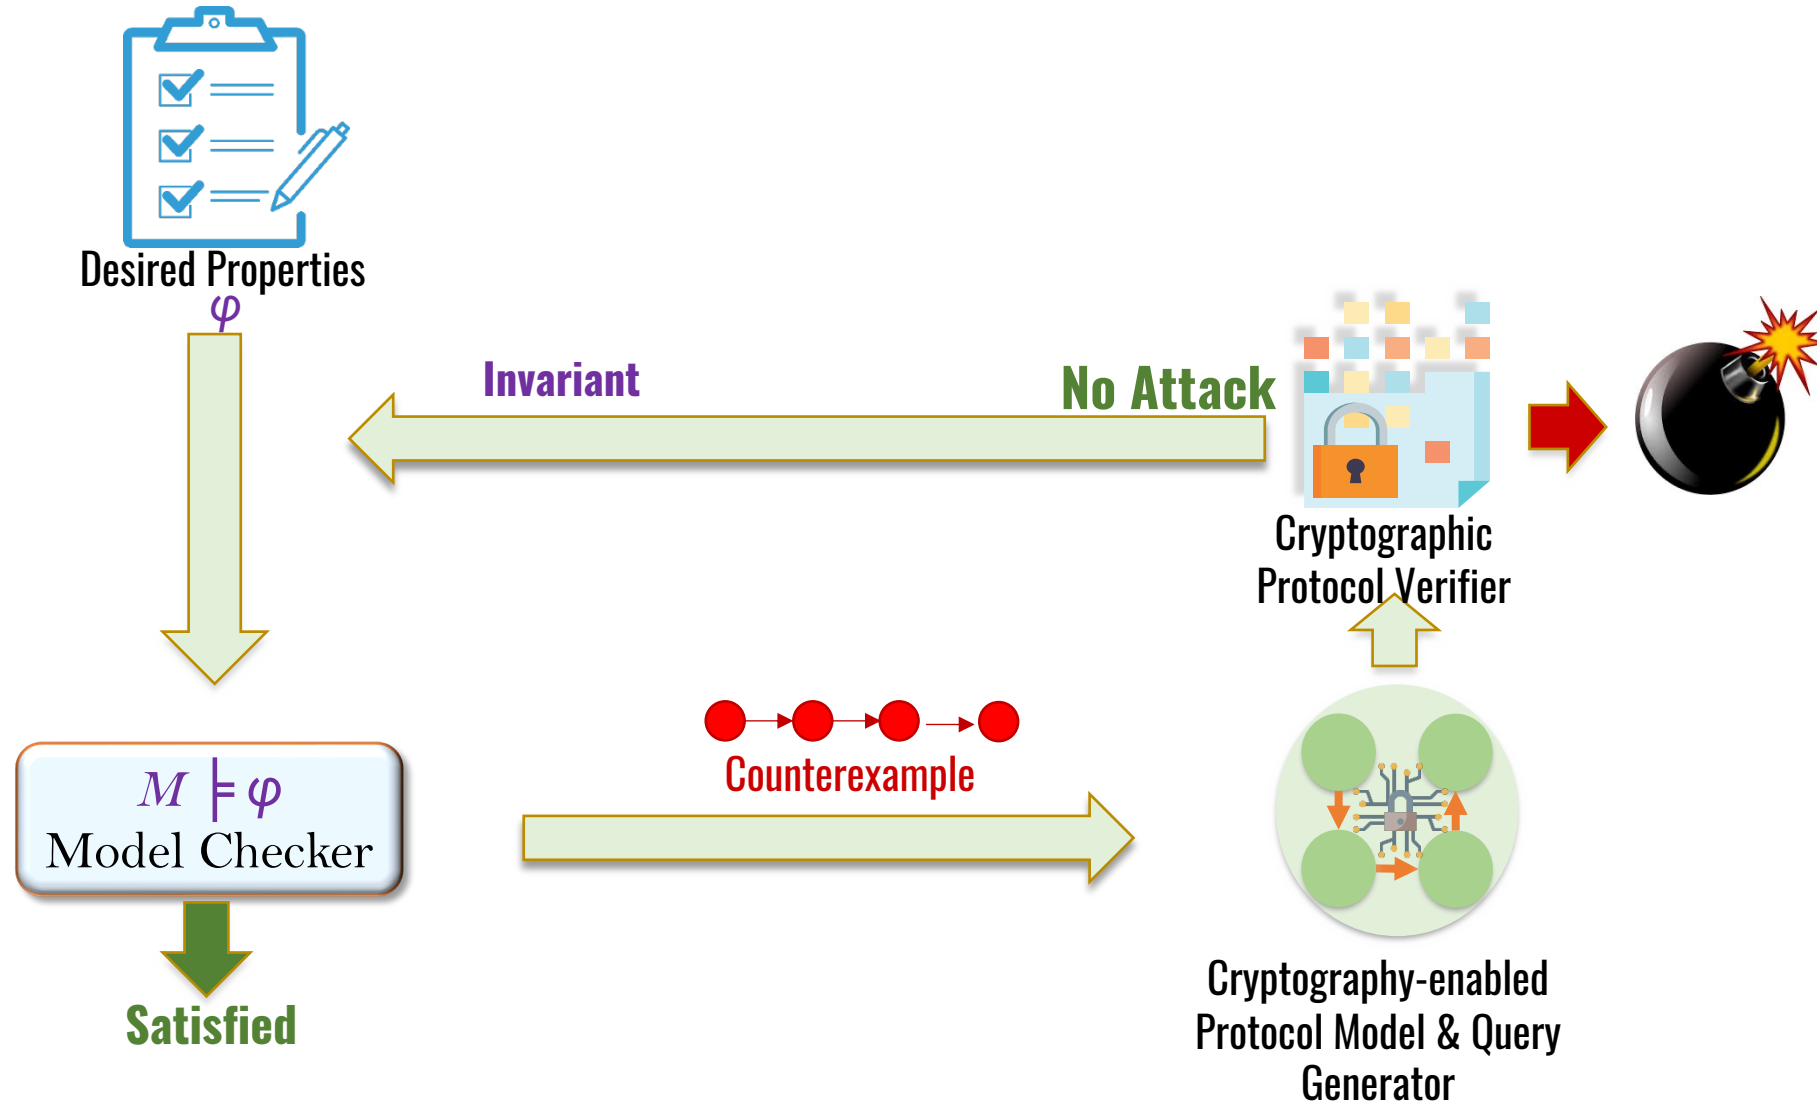 Desired Properties
φ
Invariant
No Attack
Cryptographic
Protocol Verifier
M ⊨ φ
Model Checker
Counterexample
Satisfied
Cryptography-enabled
Protocol Model & Query
Generator